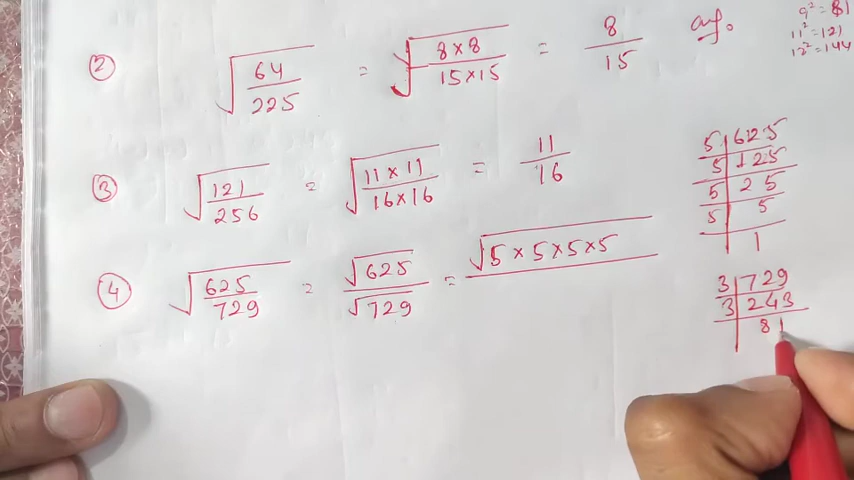 ② √64/225 = √8×8/15×15 = 8/15 ans.
9² = 81
11² = 121
12² = 144
③ √121/256 = √11×11/16×16 = 11/16
④ √625/729 = √625/√729 = √5×5×5×5
5 | 625
5 | 125
5 | 25
5 | 5
1
3 | 729
3 | 243
81